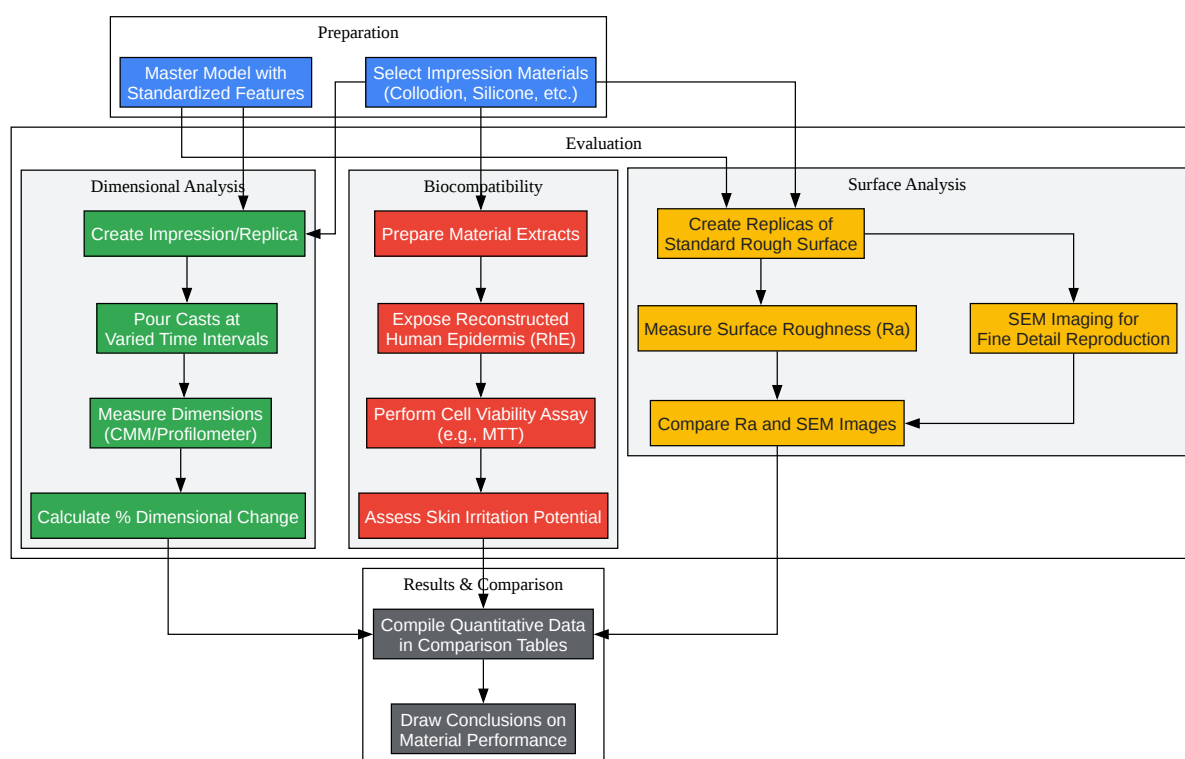 Preparation
Master Model with
Standardized Features
Select Impression Materials
(Collodion, Silicone, etc.)
Evaluation
Dimensional Analysis
Create Impression/Replica
Pour Casts at
Varied Time Intervals
Measure Dimensions
(CMM/Profilometer)
Calculate % Dimensional Change
Biocompatibility
Prepare Material Extracts
Expose Reconstructed
Human Epidermis (RhE)
Perform Cell Viability Assay
(e.g., MTT)
Assess Skin Irritation Potential
Surface Analysis
Create Replicas of
Standard Rough Surface
Measure Surface Roughness (Ra)
SEM Imaging for
Fine Detail Reproduction
Compare Ra and SEM Images
Results & Comparison
Compile Quantitative Data
in Comparison Tables
Draw Conclusions on
Material Performance